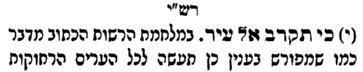 רש״י
(י) כי תקרב אל עיר. במלחמת הרשות הכתוב מדבר
כמו שמפורש בענין כן תעשה לכל הערים הרחוקות